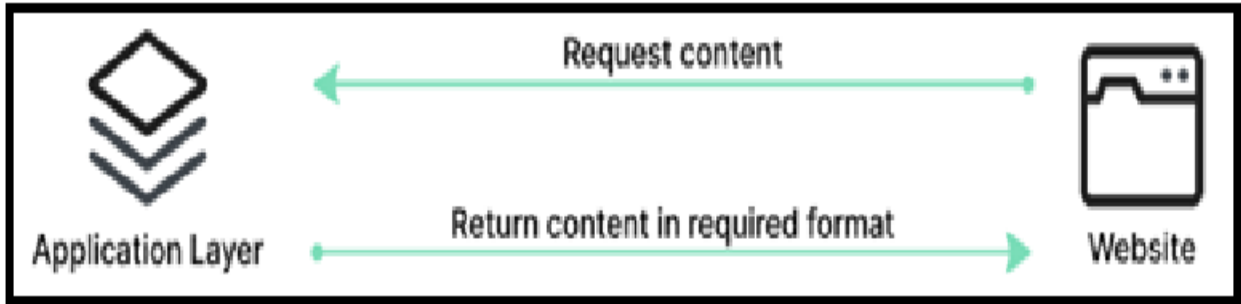 Request content
Return content in required format
Application Layer
Website